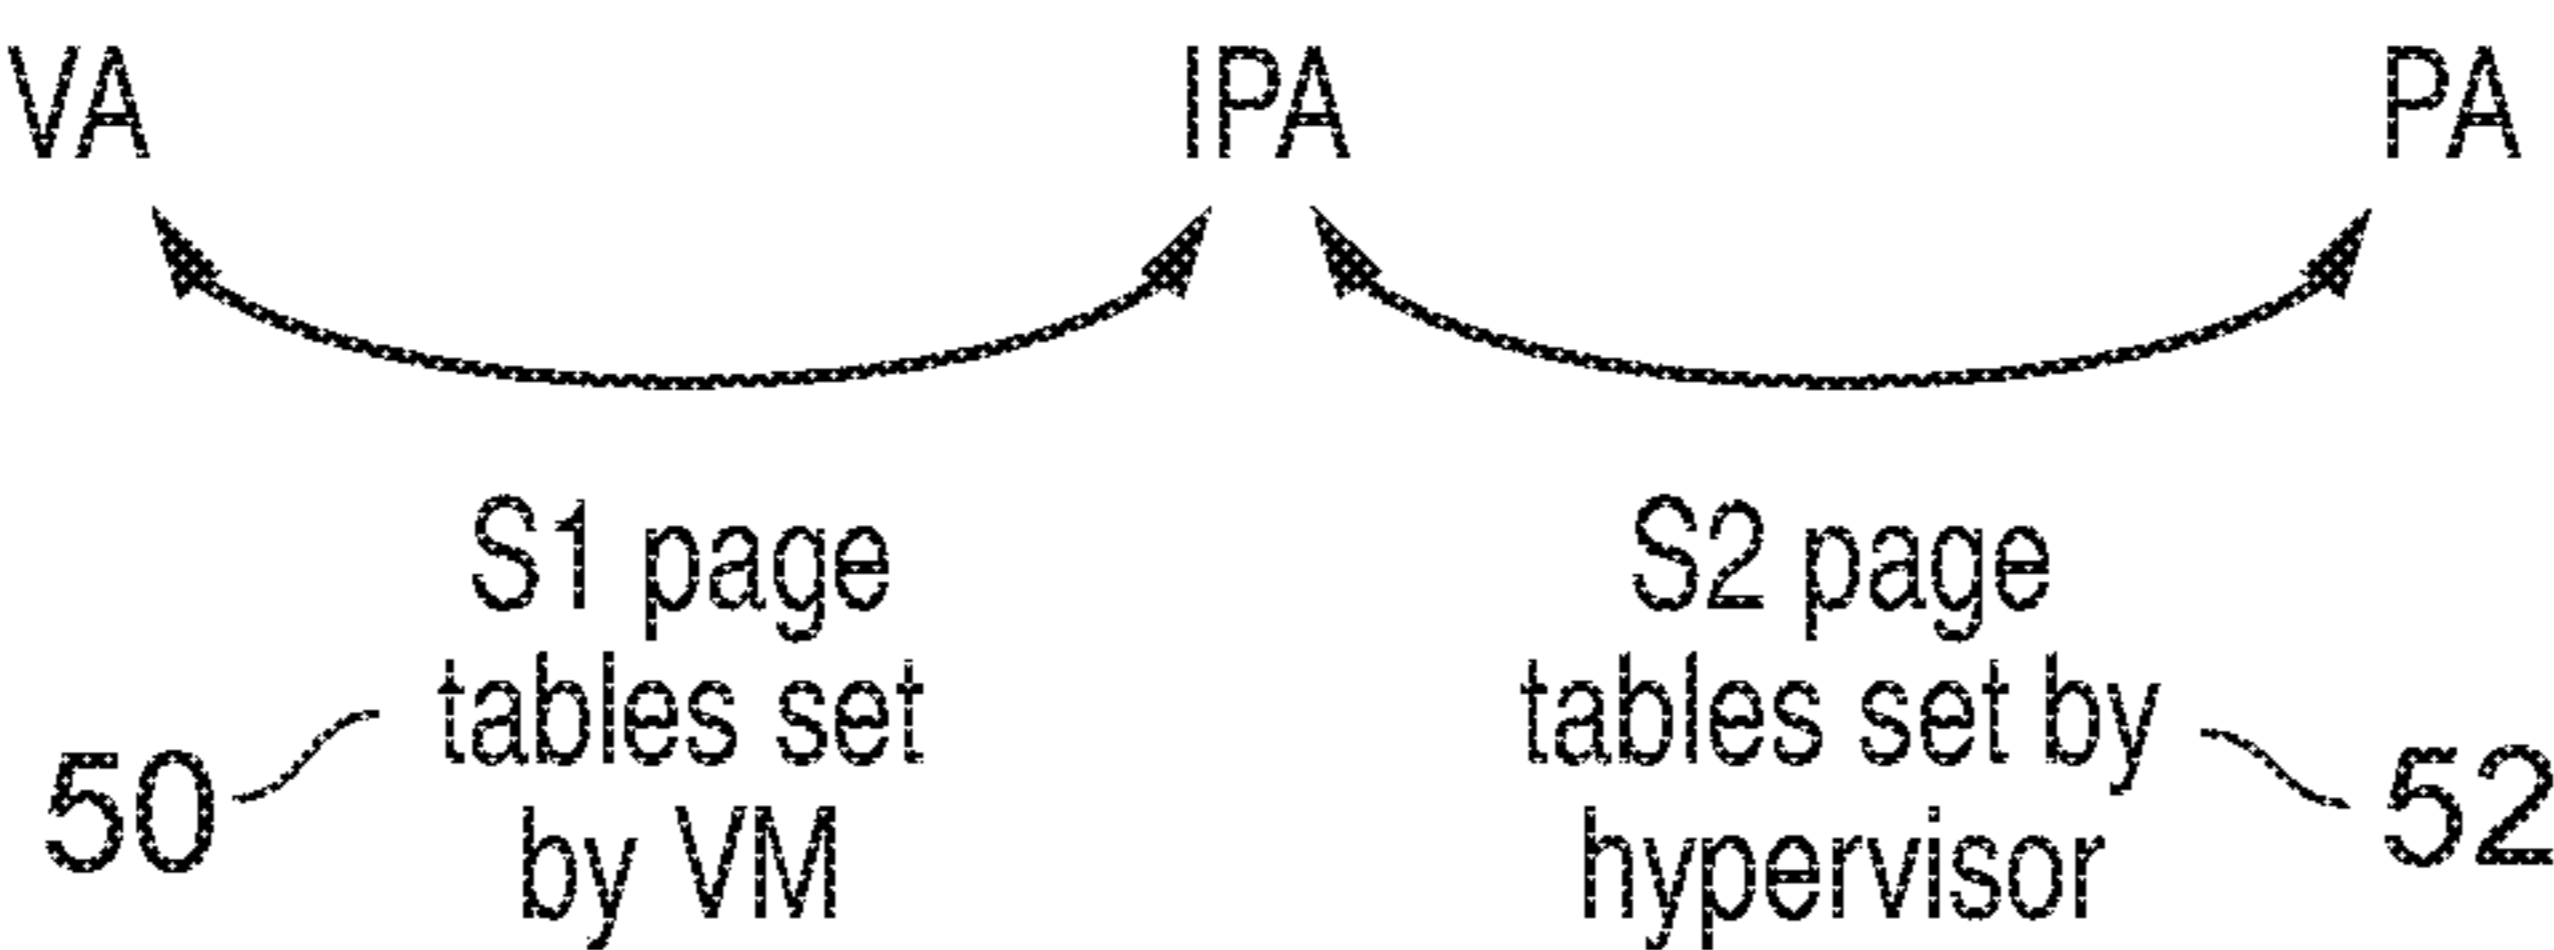 VA IPA PA
S1 page
tables set
by VM
50
S2 page
tables set by
hypervisor
52